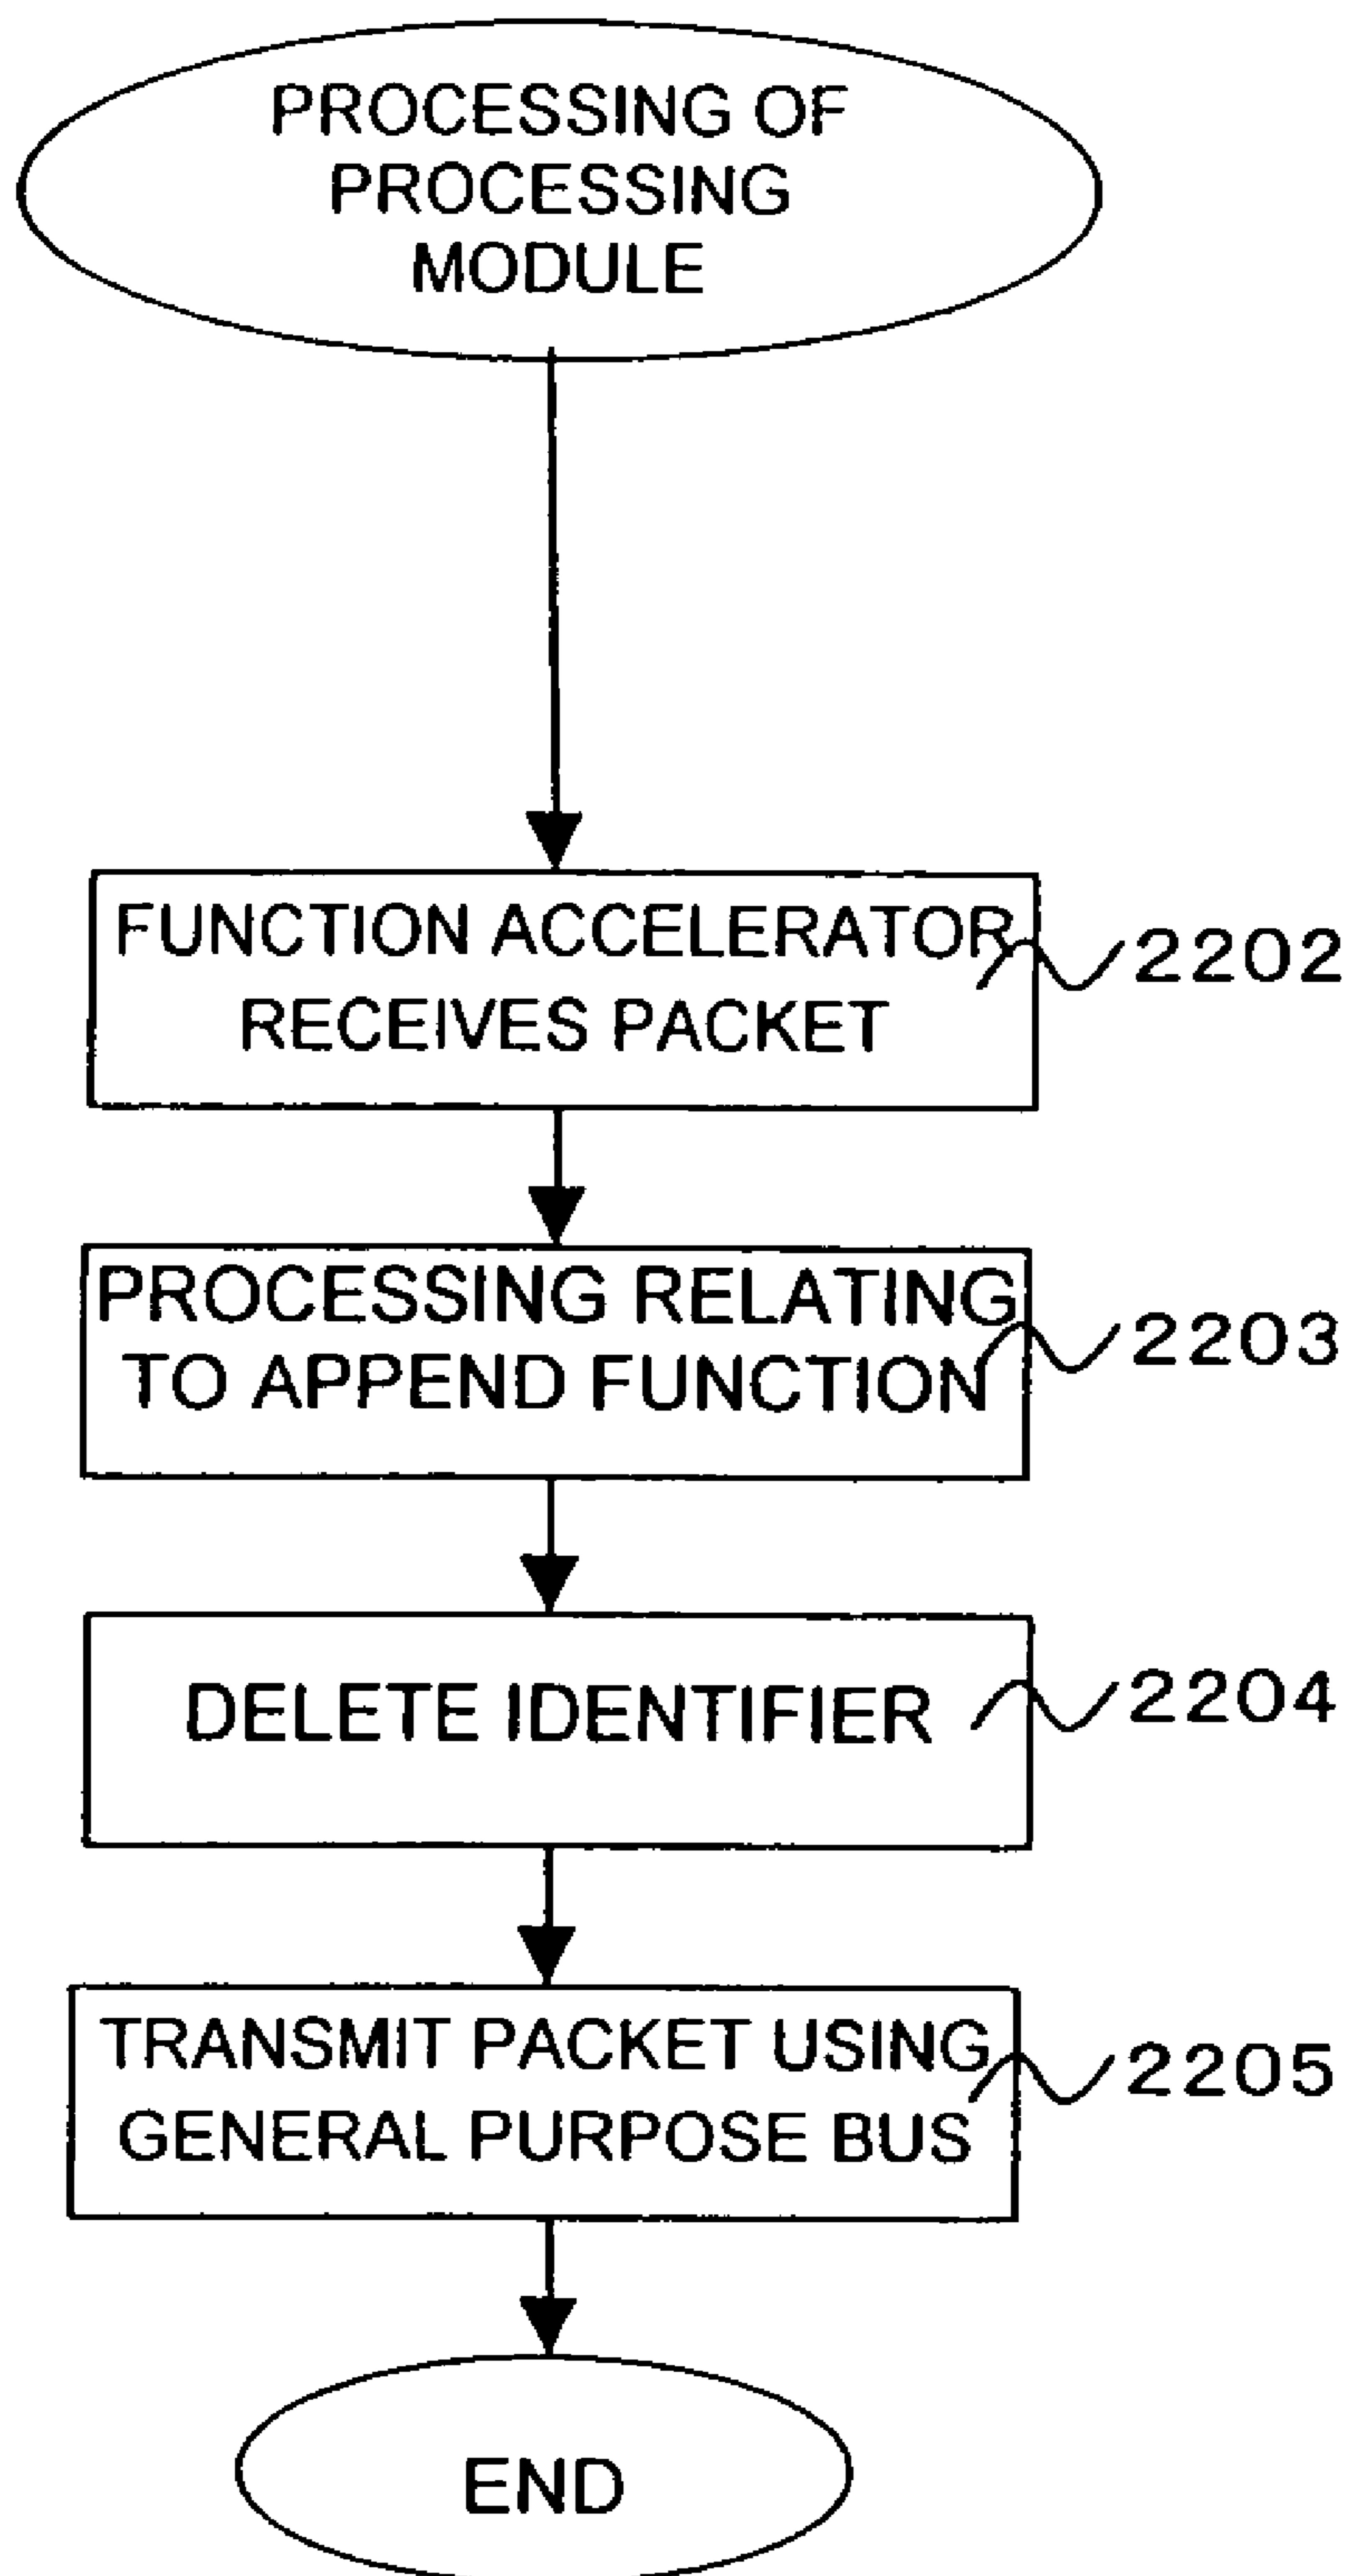 PROCESSING OF
PROCESSING
MODULE
FUNCTION ACCELERATOR
RECEIVES PACKET
2202
PROCESSING RELATING
TO APPEND FUNCTION
2203
DELETE IDENTIFIER
2204
TRANSMIT PACKET USING
GENERAL PURPOSE BUS
2205
END